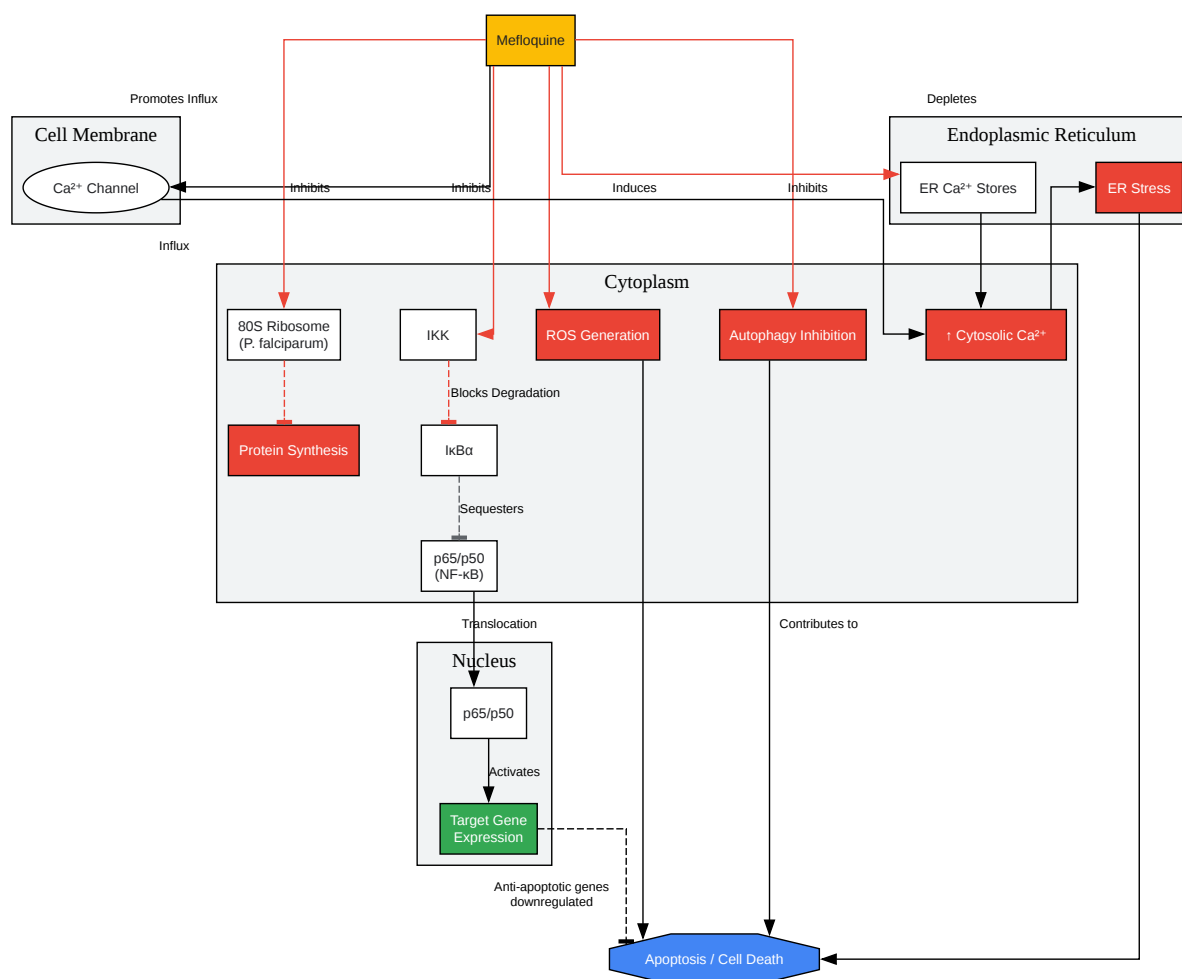 Mefloquine
Promotes Influx
Depletes
Cell Membrane
Endoplasmic Reticulum
Ca²⁺ Channel
Inhibits
Inhibits
Induces
Inhibits
ER Ca²⁺ Stores
ER Stress
Influx
Cytoplasm
80S Ribosome
(P. falciparum)
IKK
ROS Generation
Autophagy Inhibition
↑ Cytosolic Ca²⁺
Blocks Degradation
Protein Synthesis
IκBα
Sequesters
p65/p50
(NF-κB)
Translocation
Contributes to
Nucleus
p65/p50
Activates
Target Gene
Expression
Anti-apoptotic genes
downregulated
Apoptosis / Cell Death